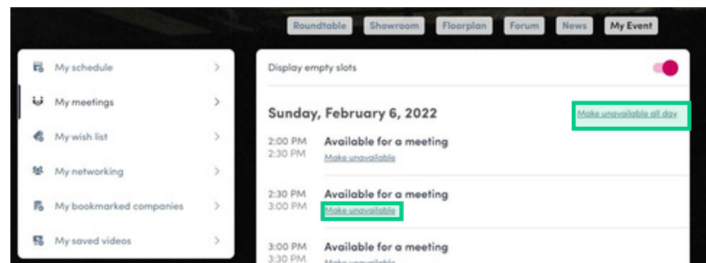 Roundtable Showroom Floorplan Forum News My Event
My schedule
My meetings
My wish list
My networking
My bookmarked companies
My saved videos
Display empty slots
Sunday, February 6, 2022
Make unavailable all day
2:00 PM Available for a meeting
2:30 PM Make unavailable
2:30 PM Available for a meeting
3:00 PM Make unavailable
3:00 PM Available for a meeting
3:30 PM Make unavailable